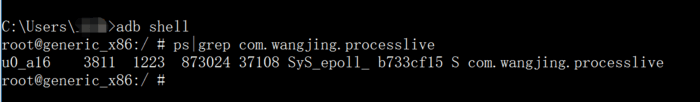 C:\Users\>adb shell
root@generic_x86:/ # ps|grep com.wangjing.processlive
u0_a16 3811 1223 873024 37108 SyS_epoll_ b733cf15 S com.wangjing.processlive
root@generic_x86:/ #